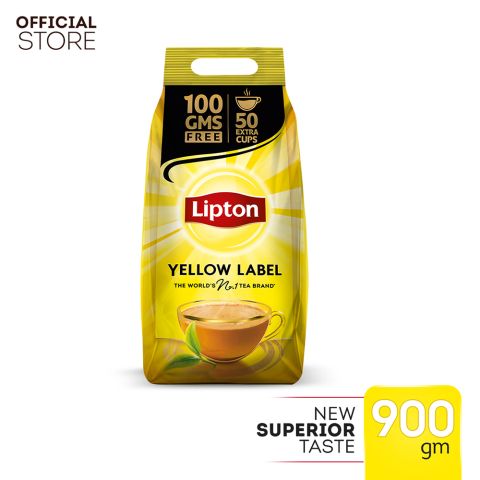 OFFICIAL
STORE
100
GMS
FREE
50
EXTRA
CUPS
Lipton
YELLOW LABEL
THE WORLD'S No.1 TEA BRAND*
NEW
SUPERIOR
TASTE
900
gm